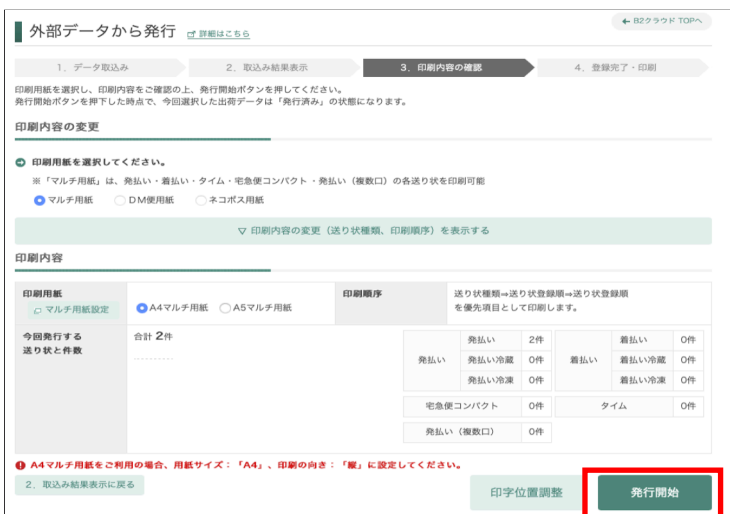 外部データから発行 詳細はこちら
← B2クラウド TOPへ
1. データ取込み
2. 取込み結果表示
3. 印刷内容の確認
4. 登録完了・印刷
印刷用紙を選択し、印刷内容をご確認の上、発行開始ボタンを押してください。
発行開始ボタンを押下した時点で、今回選択した出荷データは「発行済み」の状態になります。
印刷内容の変更
印刷用紙を選択してください。
※「マルチ用紙」は、発払い・着払い・タイム・宅急便コンパクト・発払い（複数口）の各送り状を印刷可能
マルチ用紙 DM便用紙 ネコポス用紙
▽ 印刷内容の変更（送り状種類、印刷順序）を表示する
印刷内容
印刷用紙
マルチ用紙設定
A4マルチ用紙 A5マルチ用紙
印刷順序
送り状種類⇒送り状登録順⇒送り状登録順
を優先項目として印刷します。
今回発行する
送り状と件数
合計 2件
発払い
発払い 2件
発払い冷蔵 0件
発払い冷凍 0件
着払い
着払い 0件
着払い冷蔵 0件
着払い冷凍 0件
宅急便コンパクト 0件
タイム 0件
発払い（複数口） 0件
A4マルチ用紙をご利用の場合、用紙サイズ：「A4」、印刷の向き：「縦」に設定してください。
2. 取込み結果表示に戻る
印字位置調整
発行開始